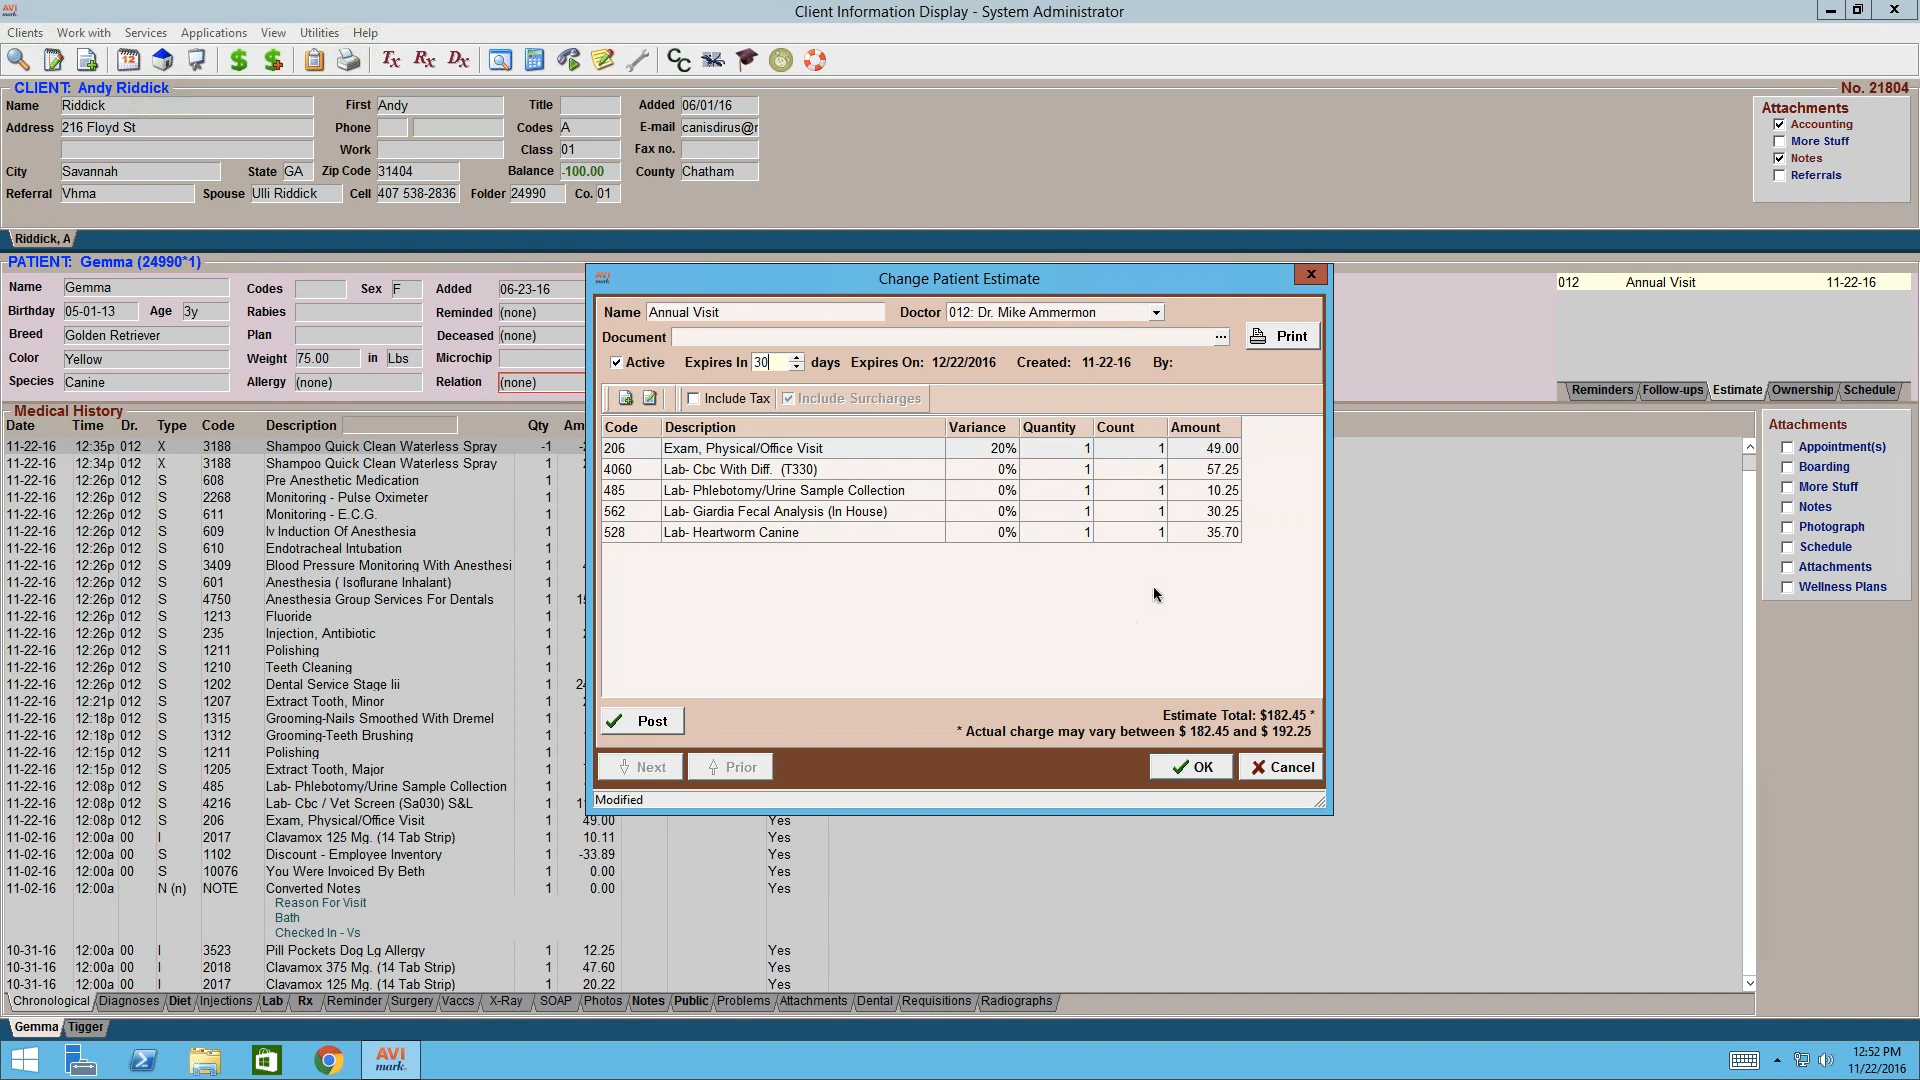 AVI mark
Client Information Display - System Administrator
Clients Work with Services Applications View Utilities Help
CLIENT: Andy Riddick No. 21804
Name Riddick First Andy Title Added 06/01/16
Address 216 Floyd St Phone Codes A E-mail canisdirus@r
Work Class 01 Fax no.
City Savannah State GA Zip Code 31404 Balance -100.00 County Chatham
Referral Vhma Spouse Ulli Riddick Cell 407 538-2836 Folder 24990 Co. 01
Attachments
Accounting
More Stuff
Notes
Referrals
Riddick, A
PATIENT: Gemma (24990*1)
Name Gemma Codes Sex F Added 06-23-16
Birthday 05-01-13 Age 3y Rabies Reminded (none)
Breed Golden Retriever Plan Deceased (none)
Color Yellow Weight 75.00 in Lbs Microchip
Species Canine Allergy (none) Relation (none)
012 Annual Visit 11-22-16
Reminders Follow-ups Estimate Ownership Schedule
Medical History
Date Time Dr. Type Code Description Qty Am
11-22-16 12:35p 012 X 3188 Shampoo Quick Clean Waterless Spray -1
11-22-16 12:34p 012 X 3188 Shampoo Quick Clean Waterless Spray 1
11-22-16 12:26p 012 S 608 Pre Anesthetic Medication 1
11-22-16 12:26p 012 S 2268 Monitoring - Pulse Oximeter 1
11-22-16 12:26p 012 S 611 Monitoring - E.C.G. 1
11-22-16 12:26p 012 S 609 Iv Induction Of Anesthesia 1
11-22-16 12:26p 012 S 610 Endotracheal Intubation 1
11-22-16 12:26p 012 S 3409 Blood Pressure Monitoring With Anesthesi 1
11-22-16 12:26p 012 S 601 Anesthesia ( Isoflurane Inhalant) 1
11-22-16 12:26p 012 S 4750 Anesthesia Group Services For Dentals 1
11-22-16 12:26p 012 S 1213 Fluoride 1
11-22-16 12:26p 012 S 235 Injection, Antibiotic 1
11-22-16 12:26p 012 S 1211 Polishing 1
11-22-16 12:26p 012 S 1210 Teeth Cleaning 1
11-22-16 12:26p 012 S 1202 Dental Service Stage Iii 1
11-22-16 12:21p 012 S 1207 Extract Tooth, Minor 1
11-22-16 12:18p 012 S 1315 Grooming-Nails Smoothed With Dremel 1
11-22-16 12:18p 012 S 1312 Grooming-Teeth Brushing 1
11-22-16 12:15p 012 S 1211 Polishing 1
11-22-16 12:15p 012 S 1205 Extract Tooth, Major 1
11-22-16 12:08p 012 S 485 Lab- Phlebotomy/Urine Sample Collection 1
11-22-16 12:08p 012 S 4216 Lab- Cbc / Vet Screen (Sa030) S&L 1
11-22-16 12:08p 012 S 206 Exam, Physical/Office Visit 1 49.00 Yes
11-02-16 12:00a 00 I 2017 Clavamox 125 Mg. (14 Tab Strip) 1 10.11 Yes
11-02-16 12:00a 00 S 1102 Discount - Employee Inventory 1 -33.89 Yes
11-02-16 12:00a 00 S 10076 You Were Invoiced By Beth 1 0.00 Yes
11-02-16 12:00a N (n) NOTE Converted Notes 1 0.00 Yes
Reason For Visit
Bath
Checked In - Vs
10-31-16 12:00a 00 I 3523 Pill Pockets Dog Lg Allergy 1 12.25 Yes
10-31-16 12:00a 00 I 2018 Clavamox 375 Mg. (14 Tab Strip) 1 47.60 Yes
10-31-16 12:00a 00 I 2017 Clavamox 125 Mg. (14 Tab Strip) 1 20.22 Yes
Change Patient Estimate
Name Annual Visit Doctor 012: Dr. Mike Ammermon
Document Print
Active Expires In 30 days Expires On: 12/22/2016 Created: 11-22-16 By:
Include Tax Include Surcharges
Code Description Variance Quantity Count Amount
206 Exam, Physical/Office Visit 20% 1 1 49.00
4060 Lab- Cbc With Diff. (T330) 0% 1 1 57.25
485 Lab- Phlebotomy/Urine Sample Collection 0% 1 1 10.25
562 Lab- Giardia Fecal Analysis (In House) 0% 1 1 30.25
528 Lab- Heartworm Canine 0% 1 1 35.70
Post
Estimate Total: $182.45 *
* Actual charge may vary between $ 182.45 and $ 192.25
Next Prior OK Cancel
Modified
Attachments
Appointment(s)
Boarding
More Stuff
Notes
Photograph
Schedule
Attachments
Wellness Plans
Chronological Diagnoses Diet Injections Lab Rx Reminder Surgery Vaccs X-Ray SOAP Photos Notes Public Problems Attachments Dental Requisitions Radiographs
Gemma Tigger
AVI mark
12:52 PM
11/22/2016